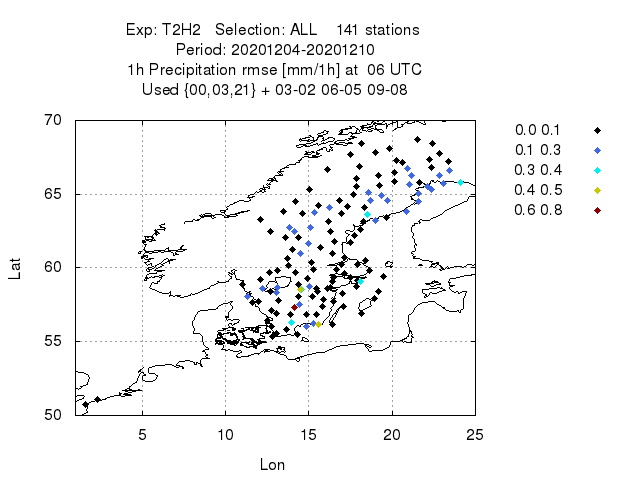 Exp: T2H2 Selection: ALL 141 stations
Period: 20201204-20201210
1h Precipitation rmse [mm/1h] at 06 UTC
Used {00,03,21} + 03-02 06-05 09-08
70
65
60
55
50
Lat
5
10
15
20
25
Lon
0.0 0.1
0.1 0.3
0.3 0.4
0.4 0.5
0.6 0.8